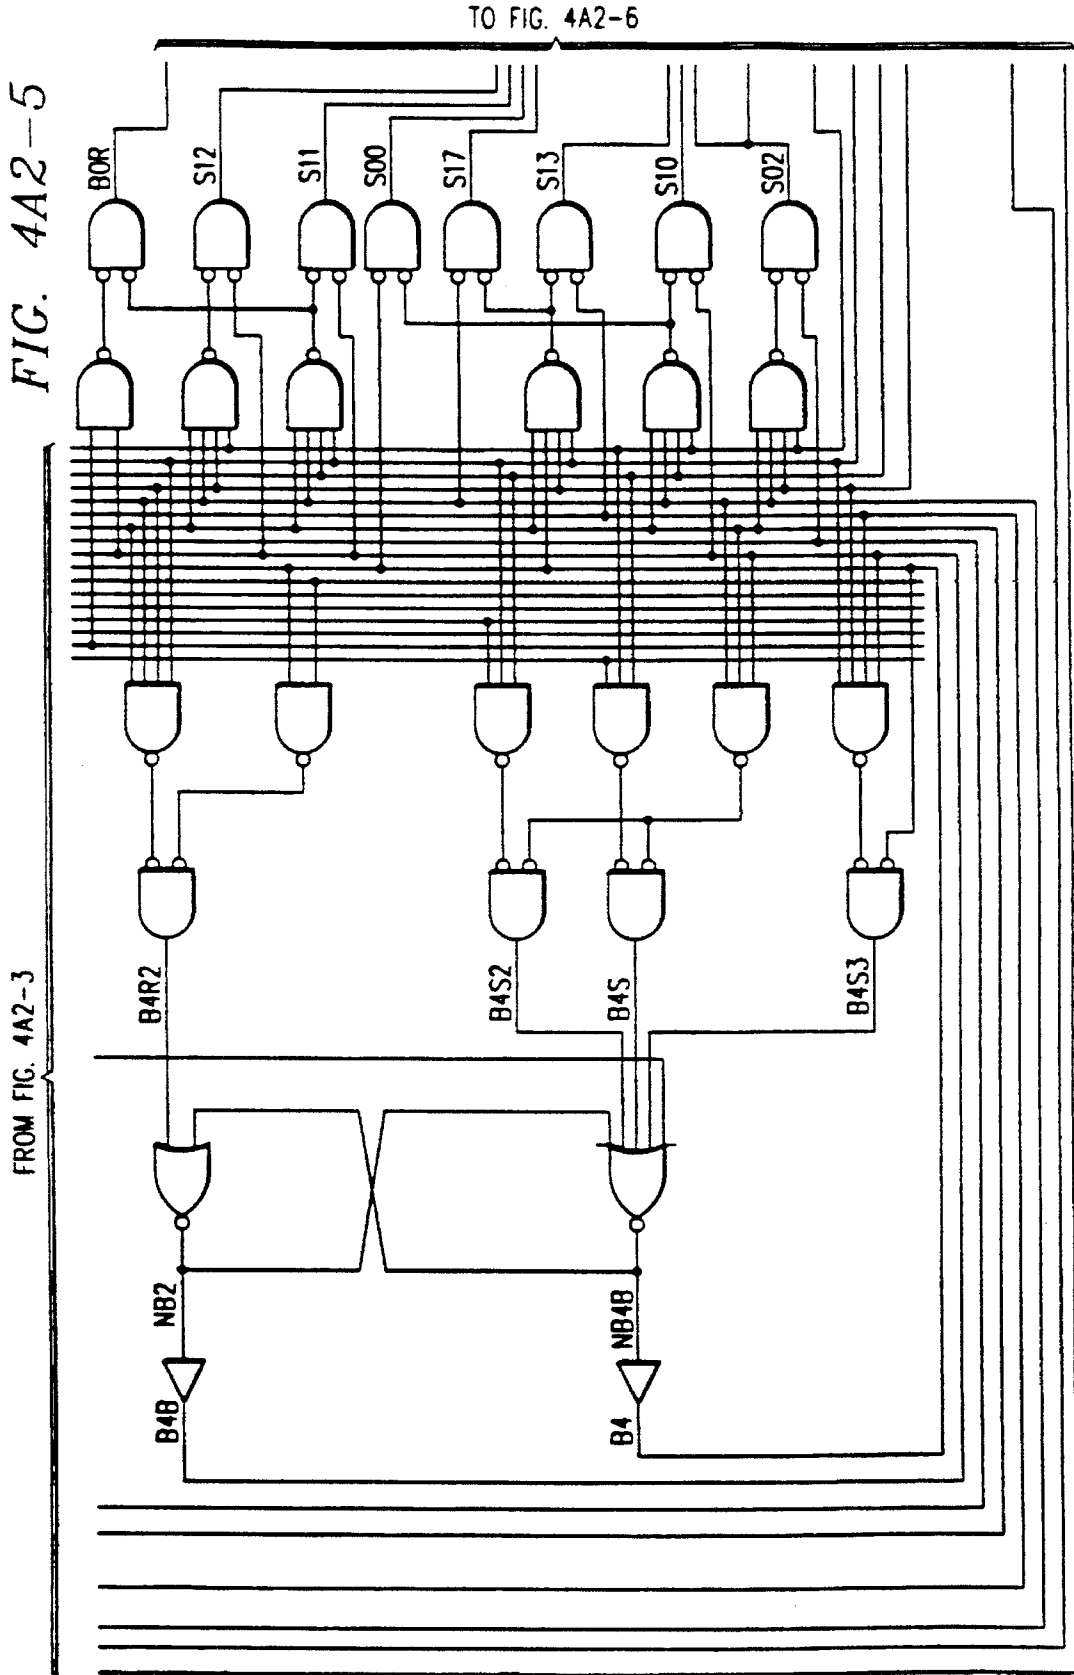 TO FIG. 4A2-6
FIG. 4A2-5
BOR
S12
S11
S00
S17
S13
S10
S02
FROM FIG. 4A2-3
B4R2
B4S2
B4S
B4S3
NB2
NB4B
B4B
B4